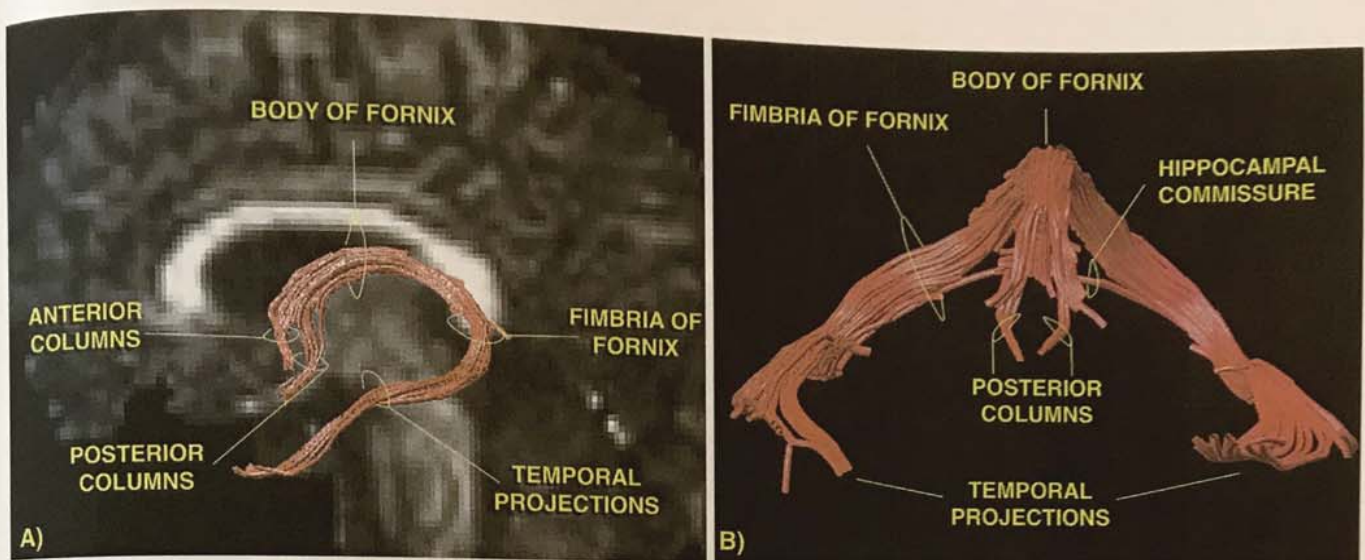 BODY OF FORNIX
ANTERIOR
COLUMNS
FIMBRIA OF
FORNIX
POSTERIOR
COLUMNS
TEMPORAL
PROJECTIONS
A)
BODY OF FORNIX
FIMBRIA OF FORNIX
HIPPOCAMPAL
COMMISSURE
POSTERIOR
COLUMNS
TEMPORAL
PROJECTIONS
B)